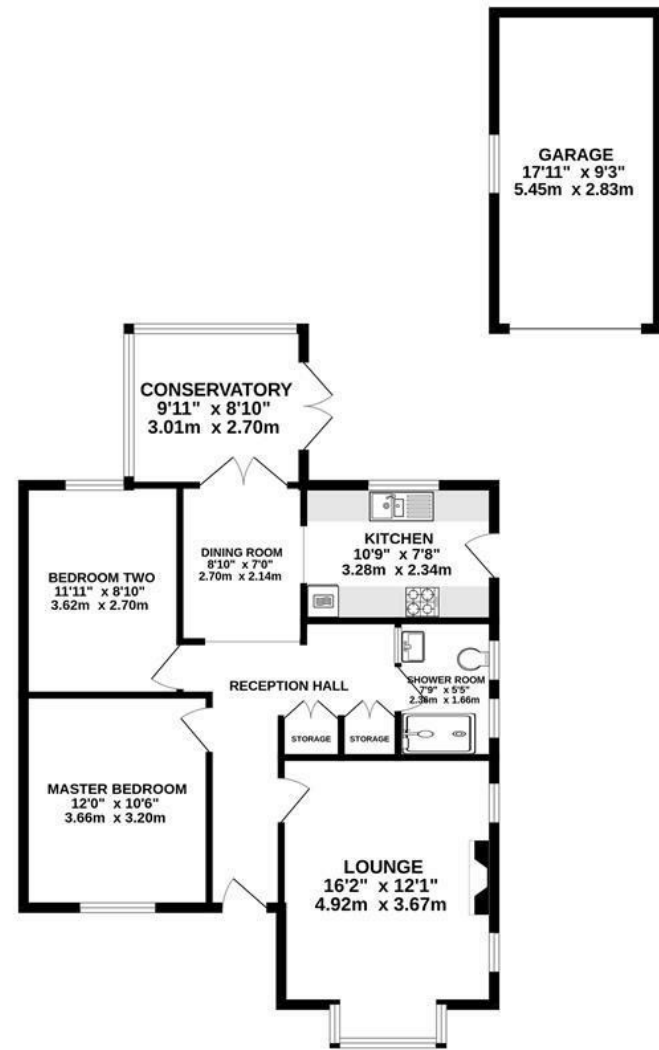 GARAGE
17'11" x 9'3"
5.45m x 2.83m
CONSERVATORY
9'11" x 8'10"
3.01m x 2.70m
KITCHEN
10'9" x 7'8"
3.28m x 2.34m
DINING ROOM
8'10" x 7'0"
2.70m x 2.14m
BEDROOM TWO
11'11" x 8'10"
3.62m x 2.70m
SHOWER ROOM
7'9" x 5'5"
2.36m x 1.66m
RECEPTION HALL
STORAGE
STORAGE
MASTER BEDROOM
12'0" x 10'6"
3.66m x 3.20m
LOUNGE
16'2" x 12'1"
4.92m x 3.67m